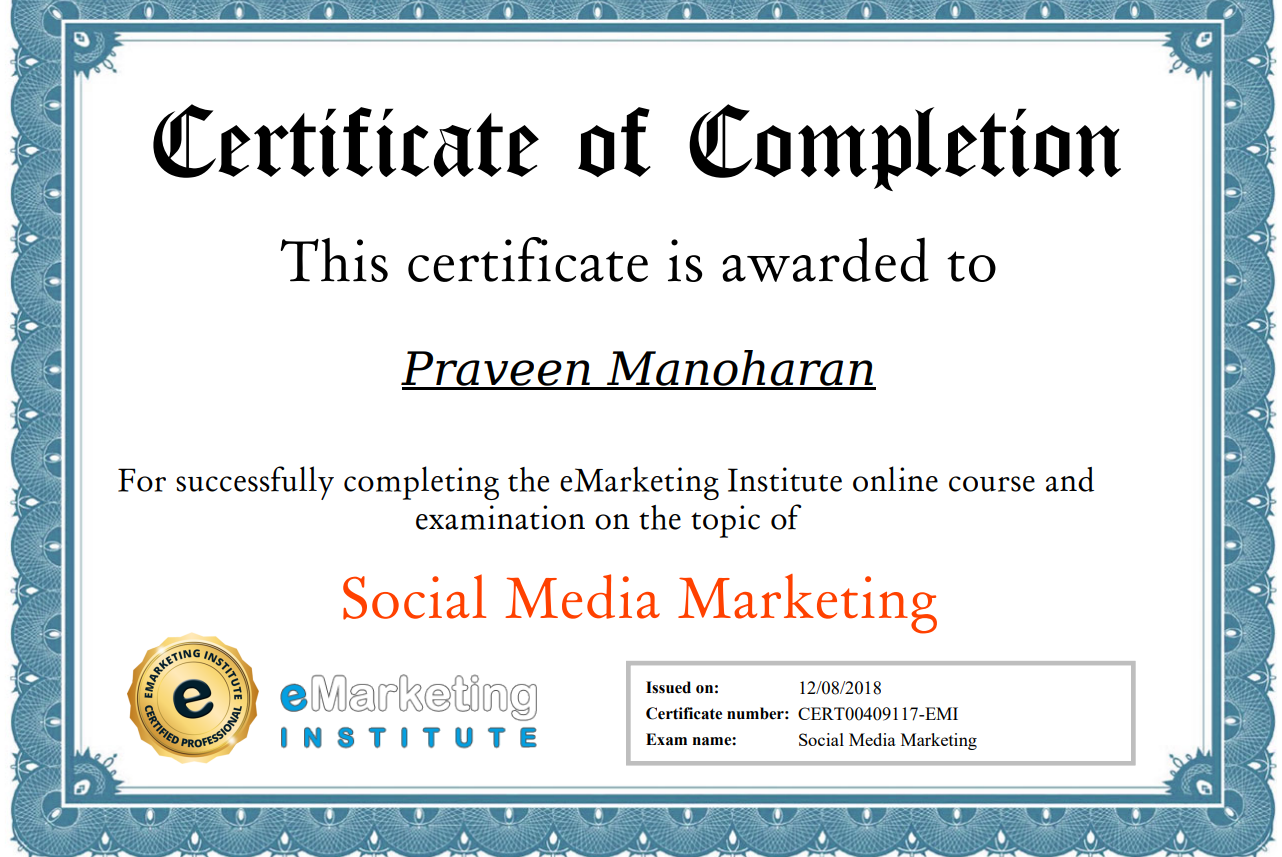 Certificate of Completion
This certificate is awarded to
Praveen Manoharan
For successfully completing the eMarketing Institute online course and
examination on the topic of
Social Media Marketing
EMARKETING INSTITUTE
e
CERTIFIED PROFESSIONAL
eMarketing
INSTITUTE
Issued on: 12/08/2018
Certificate number: CERT00409117-EMI
Exam name: Social Media Marketing